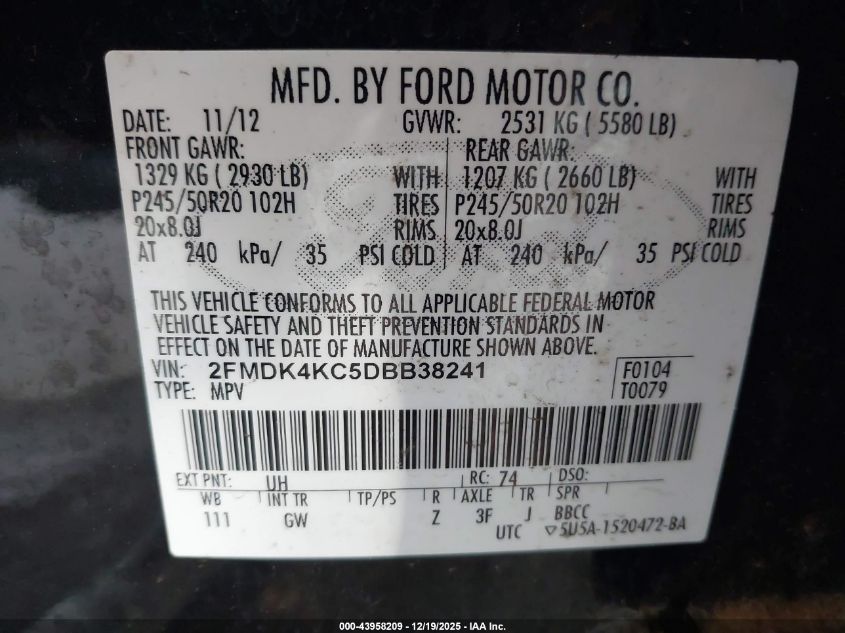 MFD. BY FORD MOTOR CO.
DATE: 11/12 GVWR: 2531 KG ( 5580 LB)
FRONT GAWR: REAR GAWR:
1329 KG ( 2930 LB) WITH 1207 KG ( 2660 LB) WITH
P245/50R20 102H TIRES P245/50R20 102H TIRES
20x8.0J RIMS 20x8.0J RIMS
AT 240 kPa/ 35 PSI COLD AT 240 kPa/ 35 PSI COLD
THIS VEHICLE CONFORMS TO ALL APPLICABLE FEDERAL MOTOR
VEHICLE SAFETY AND THEFT PREVENTION STANDARDS IN
EFFECT ON THE DATE OF MANUFACTURE SHOWN ABOVE.
VIN: 2FMDK4KC5DBB38241 F0104
TYPE: MPV T0079
EXT PNT: UH RC: 74 DSO:
WB INT TR TP/PS R AXLE TR SPR
111 GW Z 3F J BBCC
UTC ▽5U5A-1520472-BA
000-43958209 - 12/19/2025 - IAA Inc.